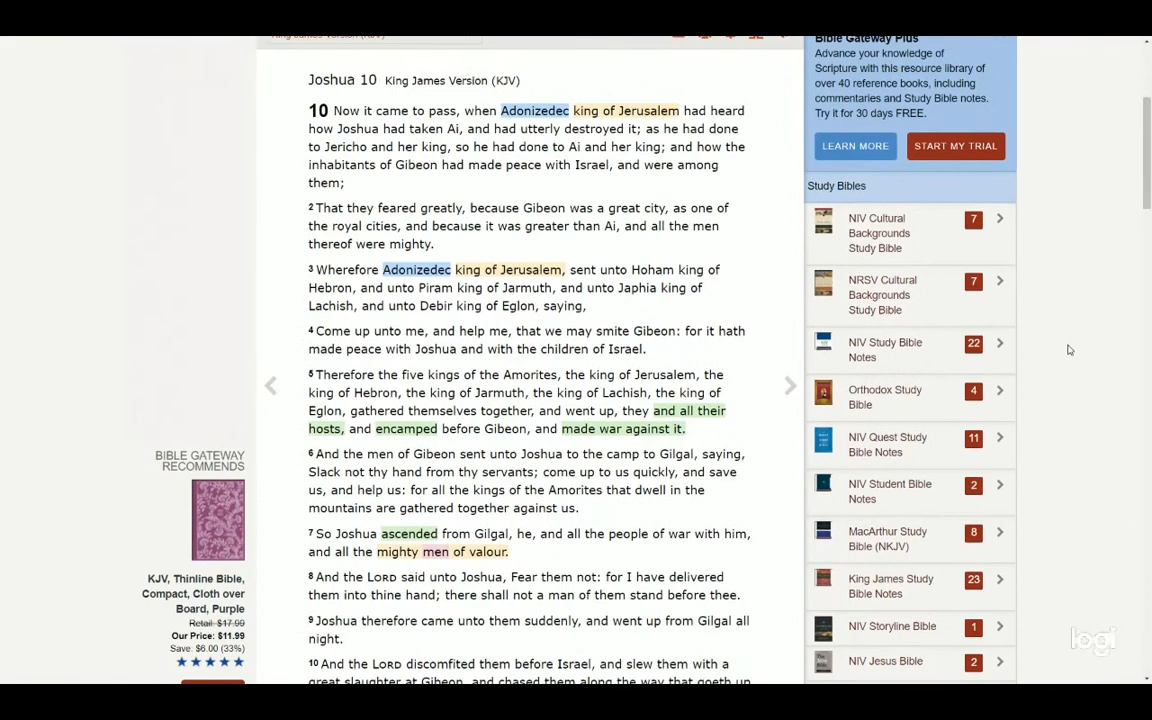 King James Version (KJV)
Joshua 10 King James Version (KJV)
10 Now it came to pass, when Adonizedec king of Jerusalem had heard
how Joshua had taken Ai, and had utterly destroyed it; as he had done
to Jericho and her king, so he had done to Ai and her king; and how the
inhabitants of Gibeon had made peace with Israel, and were among
them;
2 That they feared greatly, because Gibeon was a great city, as one of
the royal cities, and because it was greater than Ai, and all the men
thereof were mighty.
3 Wherefore Adonizedec king of Jerusalem, sent unto Hoham king of
Hebron, and unto Piram king of Jarmuth, and unto Japhia king of
Lachish, and unto Debir king of Eglon, saying,
4 Come up unto me, and help me, that we may smite Gibeon: for it hath
made peace with Joshua and with the children of Israel.
5 Therefore the five kings of the Amorites, the king of Jerusalem, the
king of Hebron, the king of Jarmuth, the king of Lachish, the king of
Eglon, gathered themselves together, and went up, they and all their
hosts, and encamped before Gibeon, and made war against it.
6 And the men of Gibeon sent unto Joshua to the camp to Gilgal, saying,
Slack not thy hand from thy servants; come up to us quickly, and save
us, and help us: for all the kings of the Amorites that dwell in the
mountains are gathered together against us.
7 So Joshua ascended from Gilgal, he, and all the people of war with him,
and all the mighty men of valour.
8 And the LORD said unto Joshua, Fear them not: for I have delivered
them into thine hand; there shall not a man of them stand before thee.
9 Joshua therefore came unto them suddenly, and went up from Gilgal all
night.
10 And the LORD discomfited them before Israel, and slew them with a
great slaughter at Gibeon, and chased them along the way that goeth up
BIBLE GATEWAY
RECOMMENDS
KJV, Thinline Bible,
Compact, Cloth over
Board, Purple
Retail: $17.99
Our Price: $11.99
Save: $6.00 (33%)
Bible Gateway Plus
Advance your knowledge of
Scripture with this resource library of
over 40 reference books, including
commentaries and Study Bible notes.
Try it for 30 days FREE.
LEARN MORE START MY TRIAL
Study Bibles
NIV Cultural
Backgrounds
Study Bible
7
NRSV Cultural
Backgrounds
Study Bible
7
NIV Study Bible
Notes
22
Orthodox Study
Bible
4
NIV Quest Study
Bible Notes
11
NIV Student Bible
Notes
2
MacArthur Study
Bible (NKJV)
8
King James Study
Bible Notes
23
NIV Storyline Bible
1
NIV Jesus Bible
2
logi